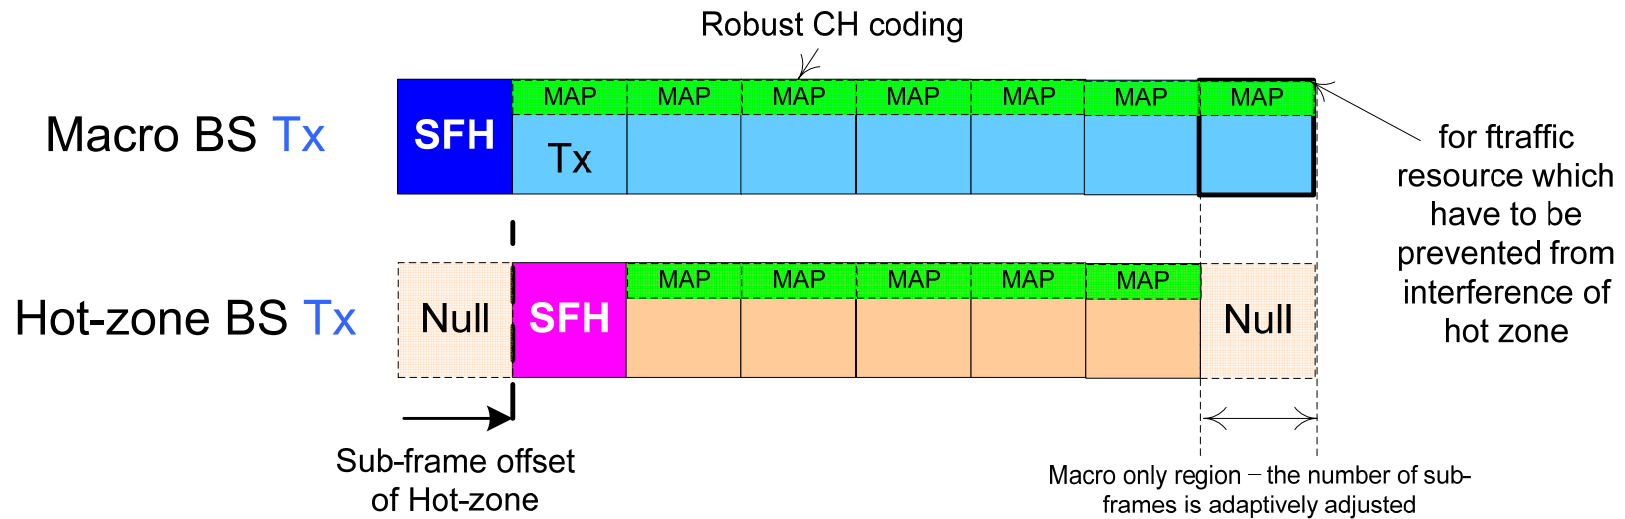 Robust CH coding
MAP MAP MAP MAP MAP MAP MAP
Macro BS Tx
SFH
Tx
for ftraffic
resource which
have to be
prevented from
interference of
hot zone
MAP MAP MAP MAP MAP
Hot-zone BS Tx
Null
SFH
Null
Sub-frame offset
of Hot-zone
Macro only region – the number of sub-
frames is adaptively adjusted